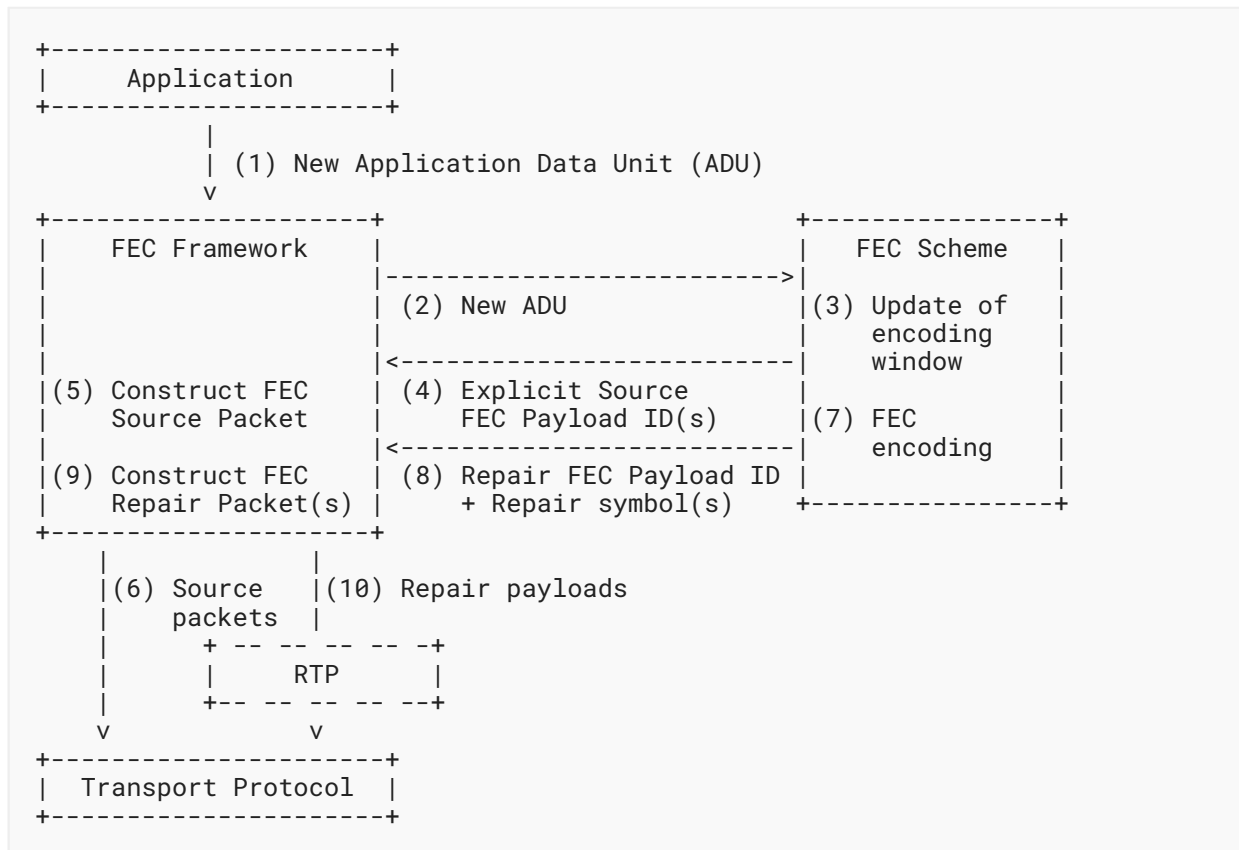 +----------------------+
|      Application      |
+----------------------+
           |
           | (1) New Application Data Unit (ADU)
           v
+---------------------+                           +----------------+
|    FEC Framework    |                           |   FEC Scheme   |
|                     |-------------------------->|                |
|                     | (2) New ADU               |(3) Update of   |
|                     |                           |    encoding    |
|                     |<--------------------------|    window      |
|(5) Construct FEC    | (4) Explicit Source       |                |
|    Source Packet    |     FEC Payload ID(s)     |(7) FEC         |
|                     |<--------------------------|    encoding    |
|(9) Construct FEC    | (8) Repair FEC Payload ID |                |
|    Repair Packet(s) |     + Repair symbol(s)    +----------------+
+---------------------+
    |             |
    |(6) Source   |(10) Repair payloads
    |    packets  |
    |      + -- -- -- -- -+
    |      |     RTP      |
    |      +-- -- -- -- --+
    v             v
+----------------------+
|  Transport Protocol  |
+----------------------+